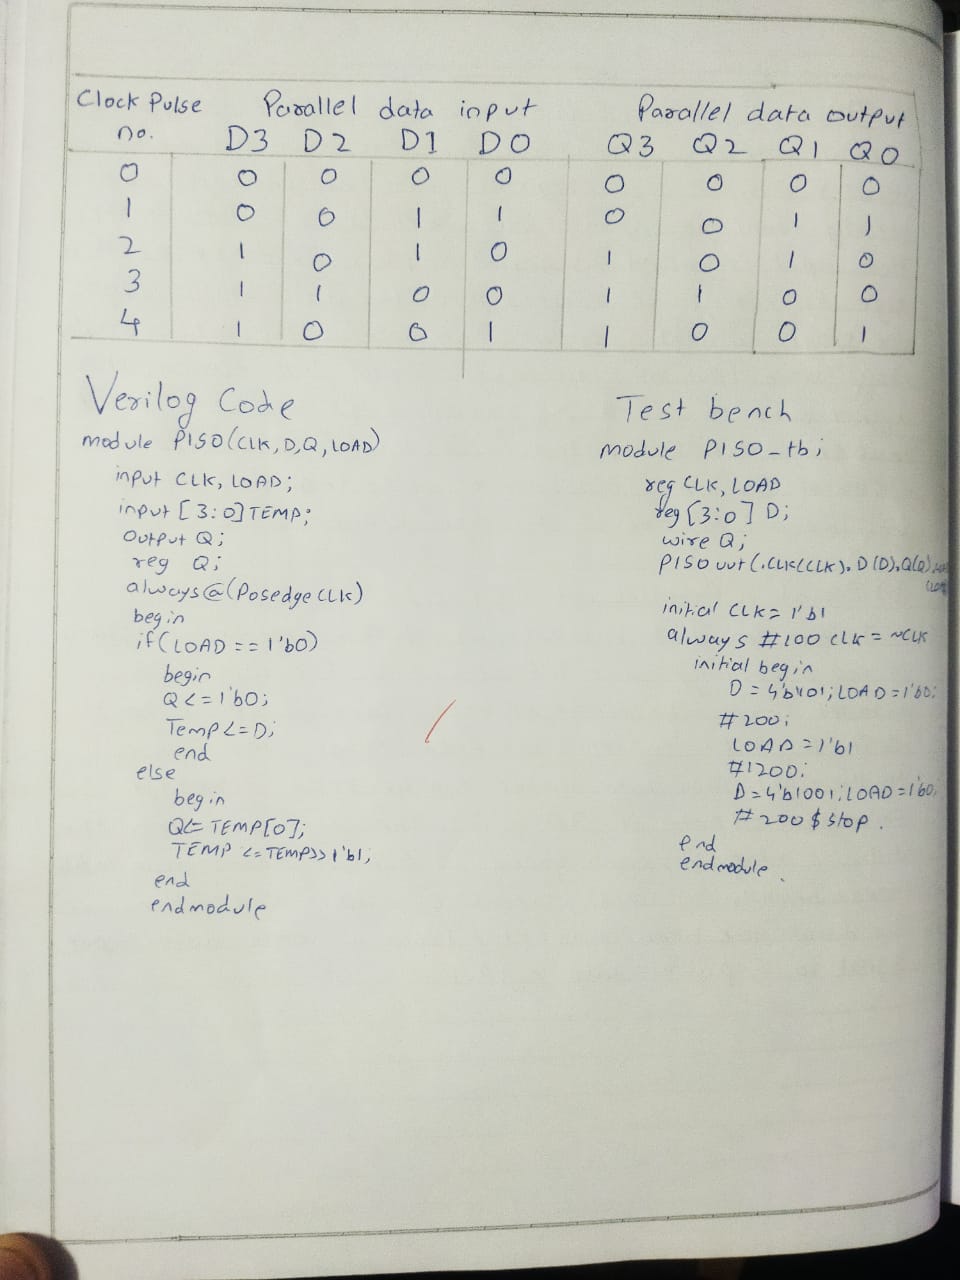 Clock Pulse Parallel data input Parallel data output
no. D3 D2 D1 D0 Q3 Q2 Q1 Q0
0 0 0 0 0 0 0 0 0
1 0 0 1 1 0 0 1 1
2 1 0 1 0 1 0 1 0
3 1 1 0 0 1 1 0 0
4 1 0 0 1 1 0 0 1
Verilog Code
module PISO(CLK,D,Q,LOAD)
input CLK, LOAD;
input [3:0] TEMP;
Output Q;
reg Q;
always@(Posedge CLK)
begin
if(LOAD == 1'b0)
begin
Q<=1'b0;
Temp<=D;
end
else
begin
Q<= TEMP[0];
TEMP <= TEMP>>1'b1;
end
endmodule
Test bench
module PISO-tb;
reg CLK, LOAD
reg [3:0] D;
wire Q;
PISO uut (.CLK(CLK). D(D), Q(Q)
initial CLK = 1'b1
always #100 CLK = ~CLK
initial begin
D = 4'b1101; LOAD=1'b0;
#200;
LOAD = 1'b1
#1200;
D = 4'b1001; LOAD=1'b0;
#200 $stop.
end
endmodule.